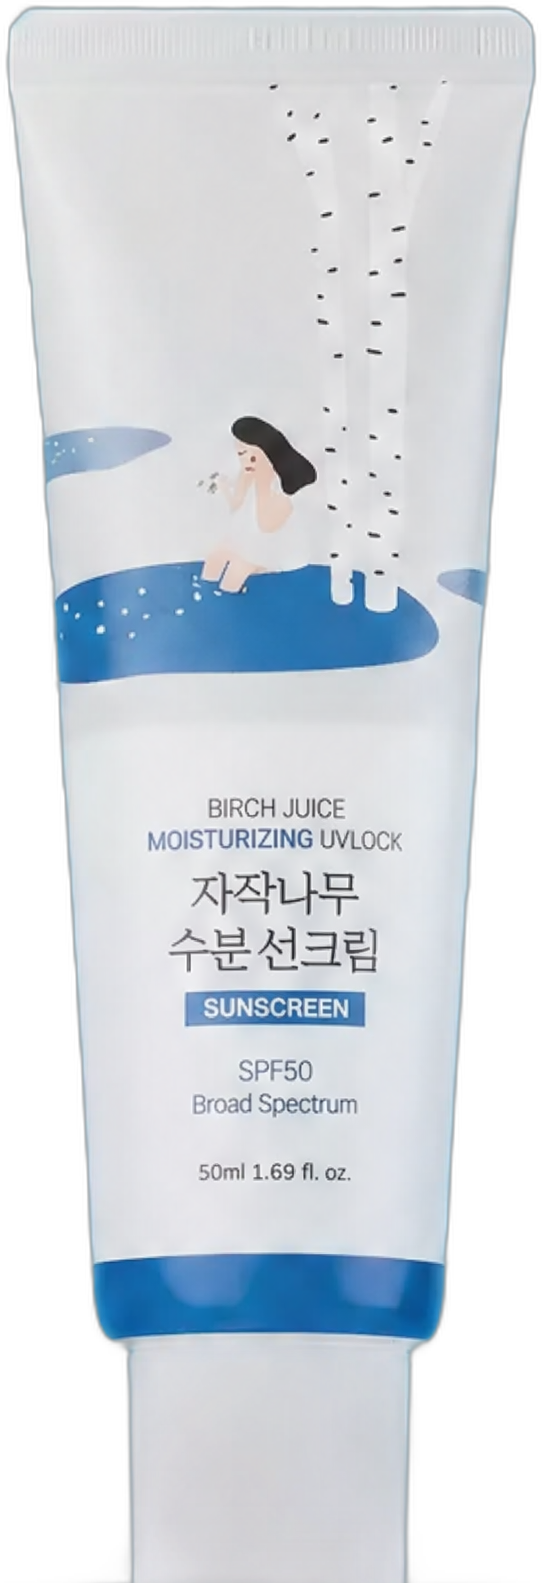 BIRCH JUICE
MOISTURIZING UVLOCK
자작나무
수분 선크림
SUNSCREEN
SPF50
Broad Spectrum
50ml 1.69 fl. oz.